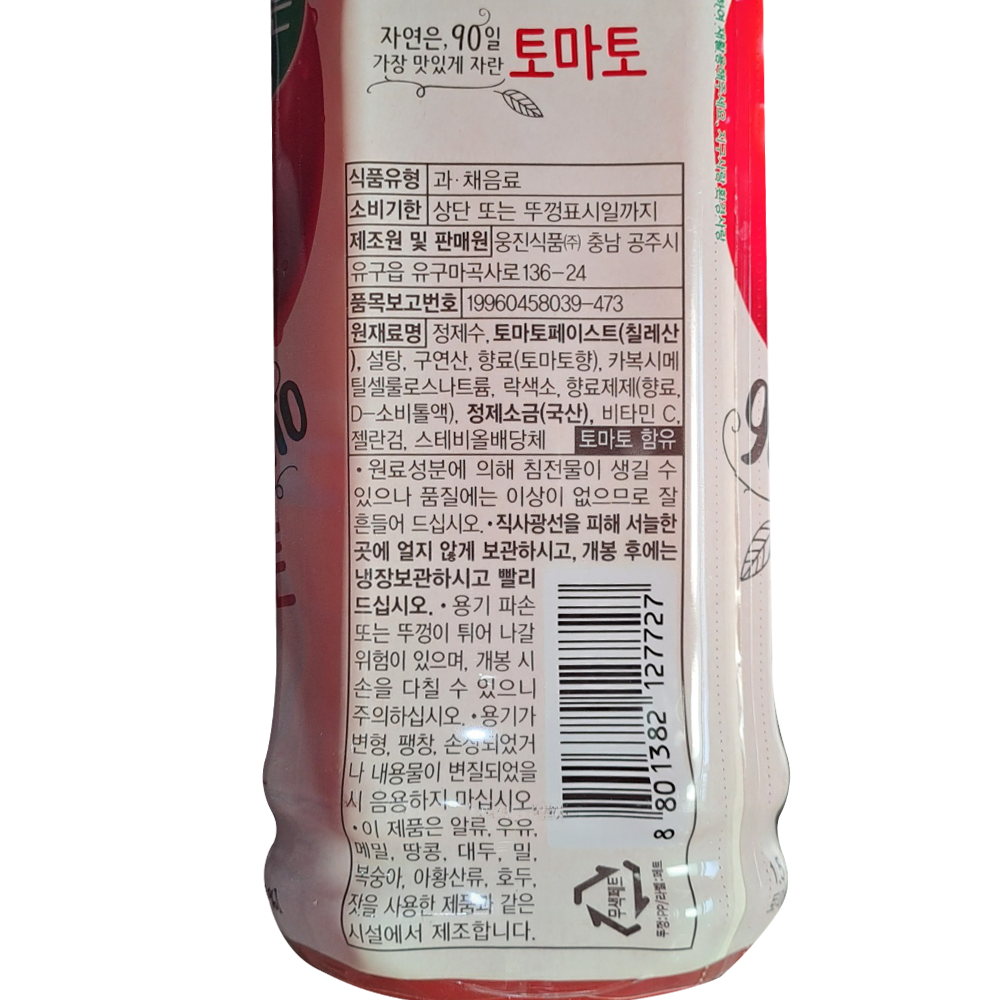 자연은, 90일
가장 맛있게 자란
토마토
식품유형 과·채음료
소비기한 상단 또는 뚜껑표시일까지
제조원 및 판매원 웅진식품㈜ 충남 공주시
유구읍 유구마곡사로136-24
품목보고번호 19960458039-473
원재료명 정제수, 토마토페이스트(칠레산
), 설탕, 구연산, 향료(토마토향), 카복시메
틸셀룰로스나트륨, 락색소, 향료제제(향료,
D-소비톨액), 정제소금(국산), 비타민 C,
젤란검, 스테비올배당체 토마토 함유
·원료성분에 의해 침전물이 생길 수
있으나 품질에는 이상이 없으므로 잘
흔들어 드십시오. ·직사광선을 피해 서늘한
곳에 얼지 않게 보관하시고, 개봉 후에는
냉장보관하시고 빨리
드십시오. ·용기 파손
또는 뚜껑이 튀어 나갈
위험이 있으며, 개봉 시
손을 다칠 수 있으니
주의하십시오. ·용기가
변형, 팽창, 손상되었거
나 내용물이 변질되었을
시 음용하지 마십시오
·이 제품은 알류, 우유,
메밀, 땅콩, 대두, 밀,
복숭아, 아황산류, 호두,
잣을 사용한 제품과 같은
시설에서 제조합니다.
8 801382 127727
무색페트
뚜껑:PP/라벨:페트